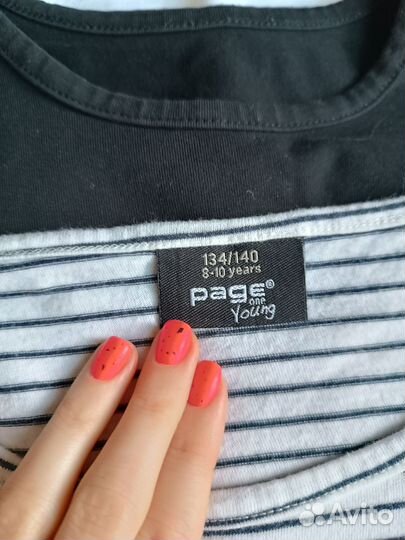 134/140
8-10 years
page®
one
Young
Avito